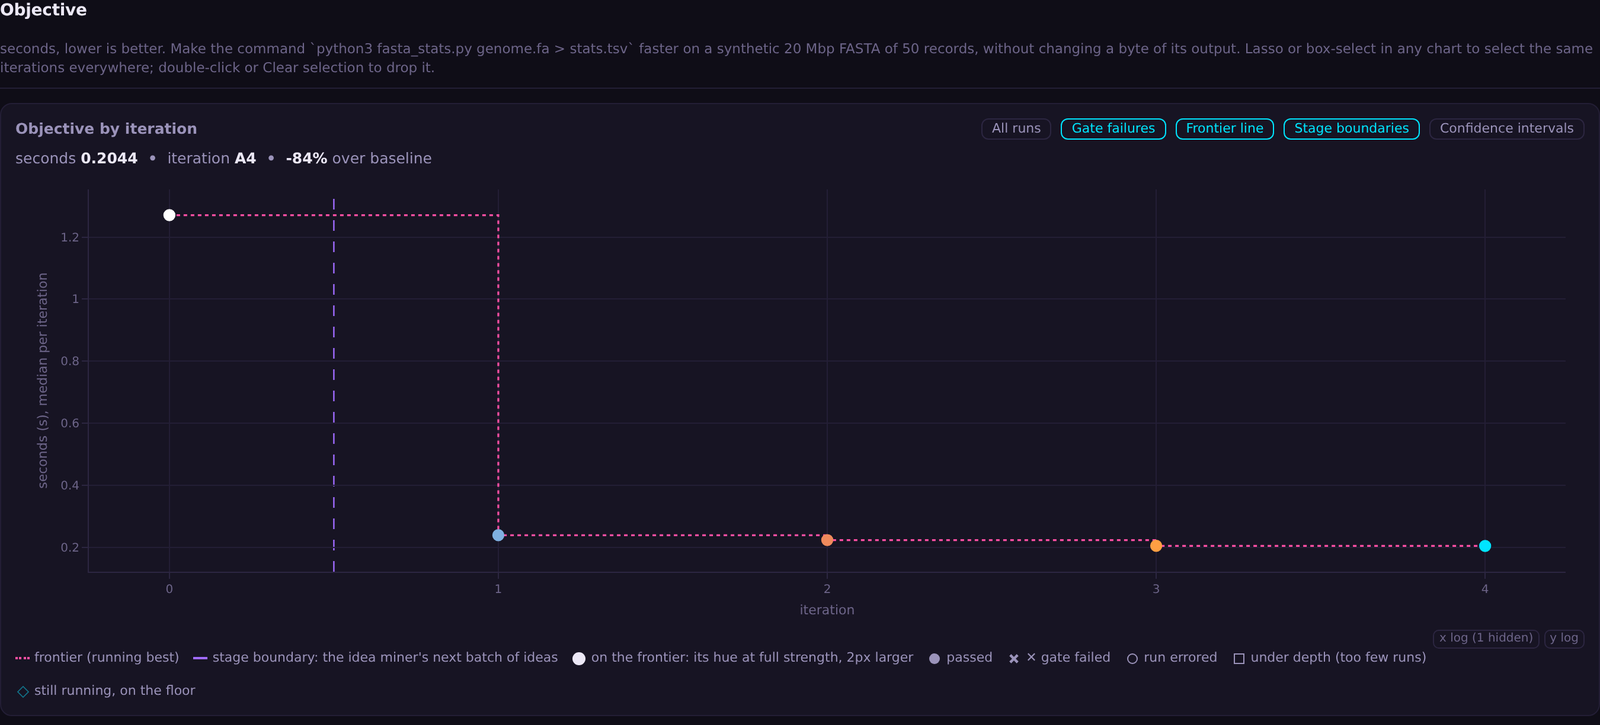 Objective
seconds, lower is better. Make the command `python3 fasta_stats.py genome.fa > stats.tsv` faster on a synthetic 20 Mbp FASTA of 50 records, without changing a byte of its output. Lasso or box-select in any chart to select the same
iterations everywhere; double-click or Clear selection to drop it.
Objective by iteration
All runs
Gate failures
Frontier line
Stage boundaries
Confidence intervals
seconds 0.2044 • iteration A4 • -84% over baseline
seconds (s), median per iteration
1.2
1
0.8
0.6
0.4
0.2
0 1 2 3 4
iteration
x log (1 hidden) y log
frontier (running best) stage boundary: the idea miner's next batch of ideas on the frontier: its hue at full strength, 2px larger passed × gate failed run errored under depth (too few runs)
still running, on the floor